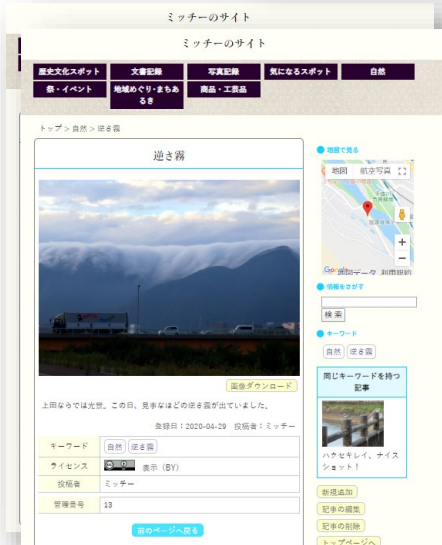 ミッチーのサイト
ミッチーのサイト
歴史文化スポット
文書記録
写真記録
気になるスポット
自然
祭・イベント
地域めぐり・まちあ
るき
商品・工芸品
トップ > 自然 > 逆さ霧
逆さ霧
画像ダウンロード
上田ならでは光景。この日、見事なほどの逆さ霧が出ていました。
登録日:2020-04-29 投稿者:ミッチー
キーワード 自然 逆さ霧
ライセンス 表示（BY）
投稿者 ミッチー
管理番号 13
前のページへ戻る
地図で見る
地図 航空写真
地図データ 利用規約
情報をさがす
検索
キーワード
自然 逆さ霧
同じキーワードを持つ
記事
ハクセキレイ、ナイス
ショット！
新規追加
記事の編集
記事の削除
トップページへ